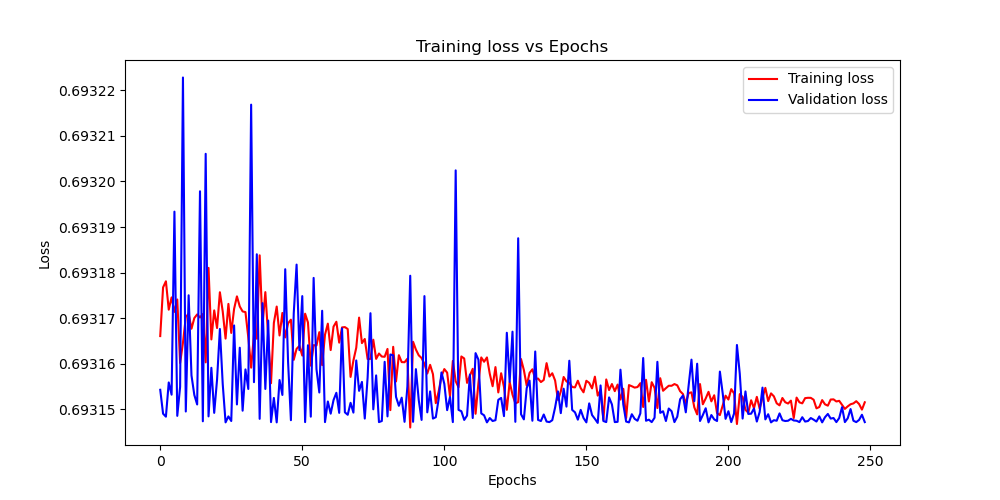 Training loss vs Epochs
Training loss
Validation loss
0.69322
0.69321
0.69320
0.69319
0.69318
0.69317
0.69316
0.69315
Loss
0 50 100 150 200 250
Epochs